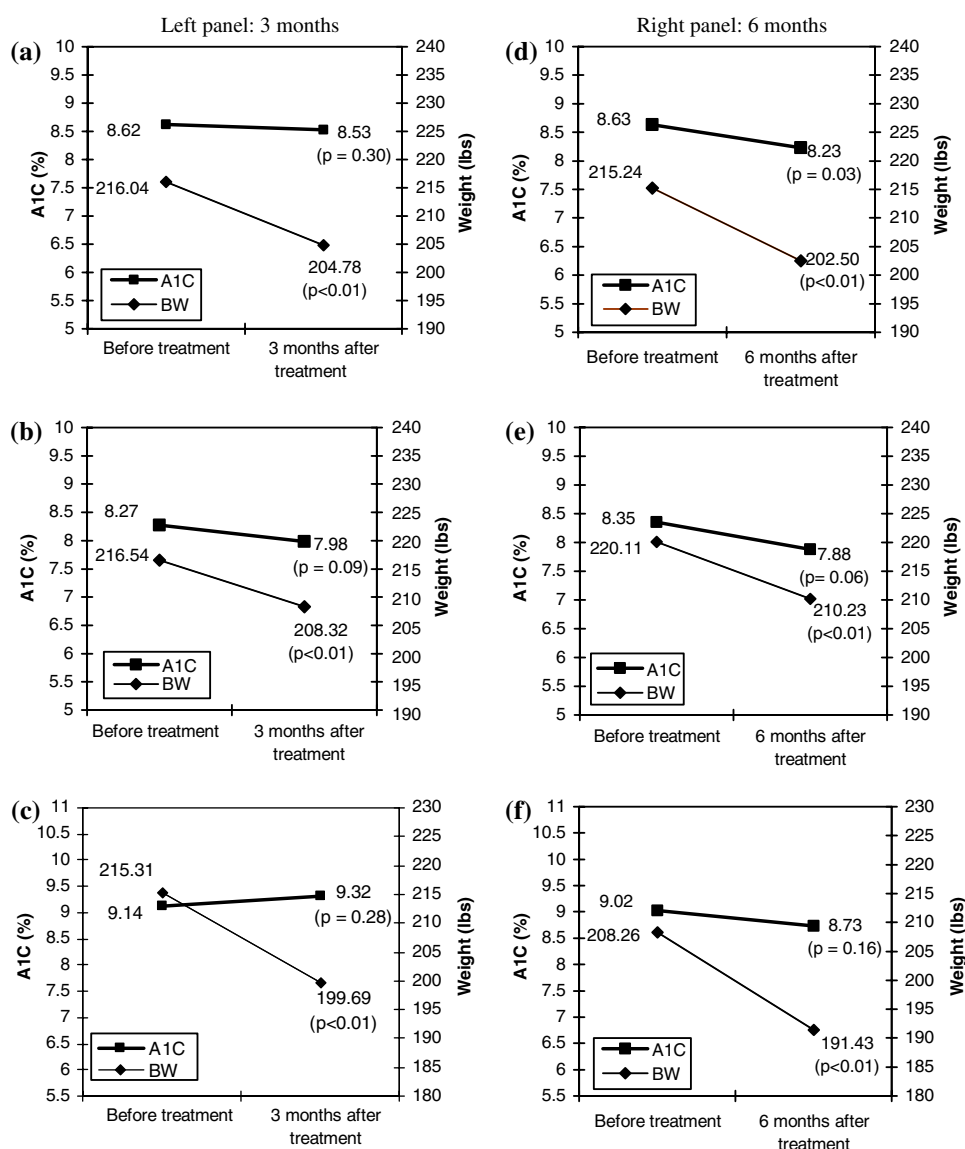 Left panel: 3 months
(a)
10
9.5
9
8.5
8
7.5
7
6.5
6
5.5
5
A1C (%)
240
235
230
225
220
215
210
205
200
195
190
Weight (lbs)
8.62
8.53
(p = 0.30)
216.04
204.78
(p<0.01)
A1C
BW
Before treatment
3 months after
treatment
Right panel: 6 months
(d)
10
9.5
9
8.5
8
7.5
7
6.5
6
5.5
5
A1C (%)
240
235
230
225
220
215
210
205
200
195
190
Weight (lbs)
8.63
8.23
(p = 0.03)
215.24
202.50
(p<0.01)
A1C
BW
Before treatment
6 months after
treatment
(b)
10
9.5
9
8.5
8
7.5
7
6.5
6
5.5
5
A1C (%)
240
235
230
225
220
215
210
205
200
195
190
Weight (lbs)
8.27
7.98
(p = 0.09)
216.54
208.32
(p<0.01)
A1C
BW
Before treatment
3 months after
treatment
(e)
10
9.5
9
8.5
8
7.5
7
6.5
6
5.5
5
A1C (%)
240
235
230
225
220
215
210
205
200
195
190
Weight (lbs)
8.35
7.88
(p= 0.06)
220.11
210.23
(p<0.01)
A1C
BW
Before treatment
6 months after
treatment
(c)
11
10.5
10
9.5
9
8.5
8
7.5
7
6.5
6
5.5
A1C (%)
230
225
220
215
210
205
200
195
190
185
180
Weight (lbs)
215.31
9.14
9.32
(p = 0.28)
199.69
(p<0.01)
A1C
BW
Before treatment
3 months after
treatment
(f)
11
10.5
10
9.5
9
8.5
8
7.5
7
6.5
6
5.5
A1C (%)
230
225
220
215
210
205
200
195
190
185
180
Weight (lbs)
9.02
8.73
(p = 0.16)
208.26
191.43
(p<0.01)
A1C
BW
Before treatment
6 months after
treatment